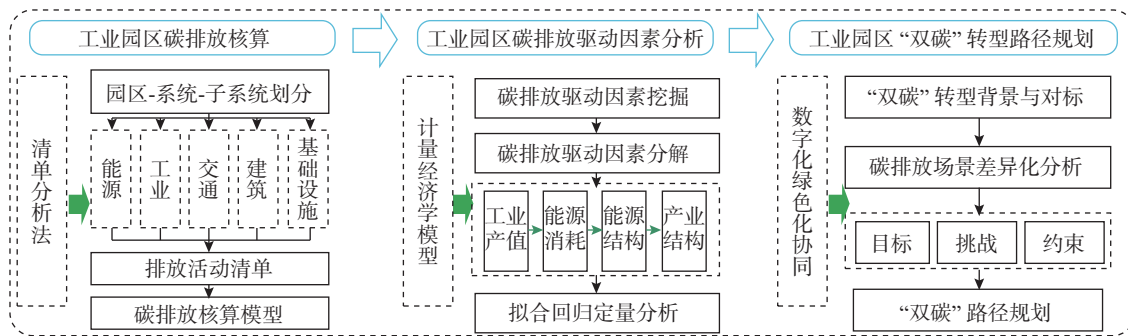 工业园区碳排放核算
工业园区碳排放驱动因素分析
工业园区“双碳”转型路径规划
清单分析法
园区-系统-子系统划分
能源
工业
交通
建筑
基础设施
排放活动清单
碳排放核算模型
计量经济学模型
碳排放驱动因素挖掘
碳排放驱动因素分解
工业
产值
能源
消耗
能源
结构
产业
结构
拟合回归定量分析
数字化绿色化协同
“双碳”转型背景与对标
碳排放场景差异化分析
目标
挑战
约束
“双碳”路径规划